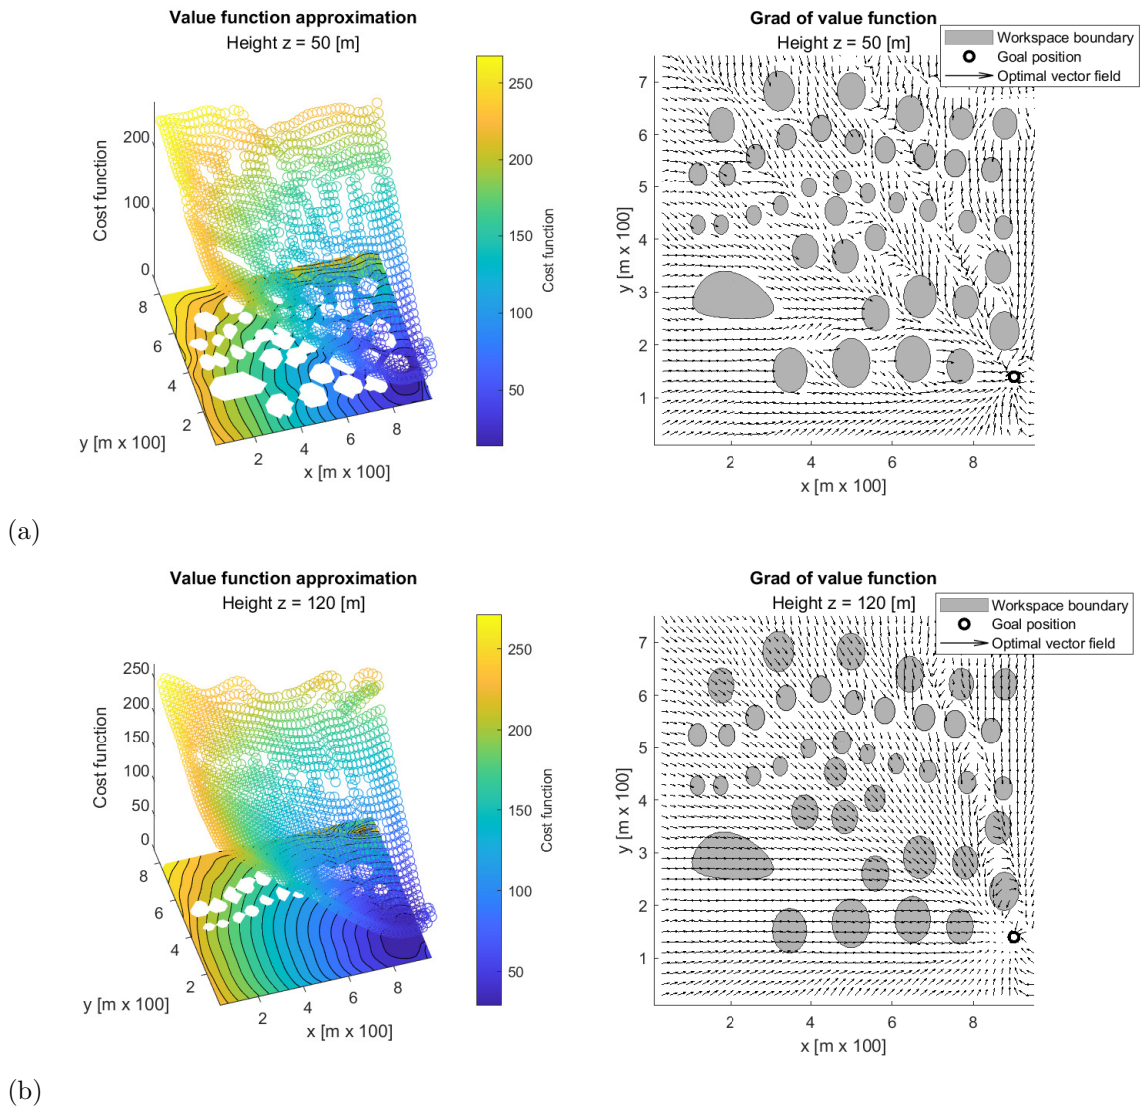 Value function approximation
Height z = 50 [m]
Cost function
200
100
0
8
6
4
2
y [m x 100]
2
4
6
8
x [m x 100]
250
200
150
100
50
Cost function
Grad of value function
Height z = 50 [m]
Workspace boundary
Goal position
Optimal vector field
7
6
5
4
3
2
1
y [m x 100]
2
4
6
8
x [m x 100]
(a)
Value function approximation
Height z = 120 [m]
Cost function
250
200
150
100
50
0
8
6
4
2
y [m x 100]
2
4
6
8
x [m x 100]
250
200
150
100
50
Cost function
Grad of value function
Height z = 120 [m]
Workspace boundary
Goal position
Optimal vector field
7
6
5
4
3
2
1
y [m x 100]
2
4
6
8
x [m x 100]
(b)